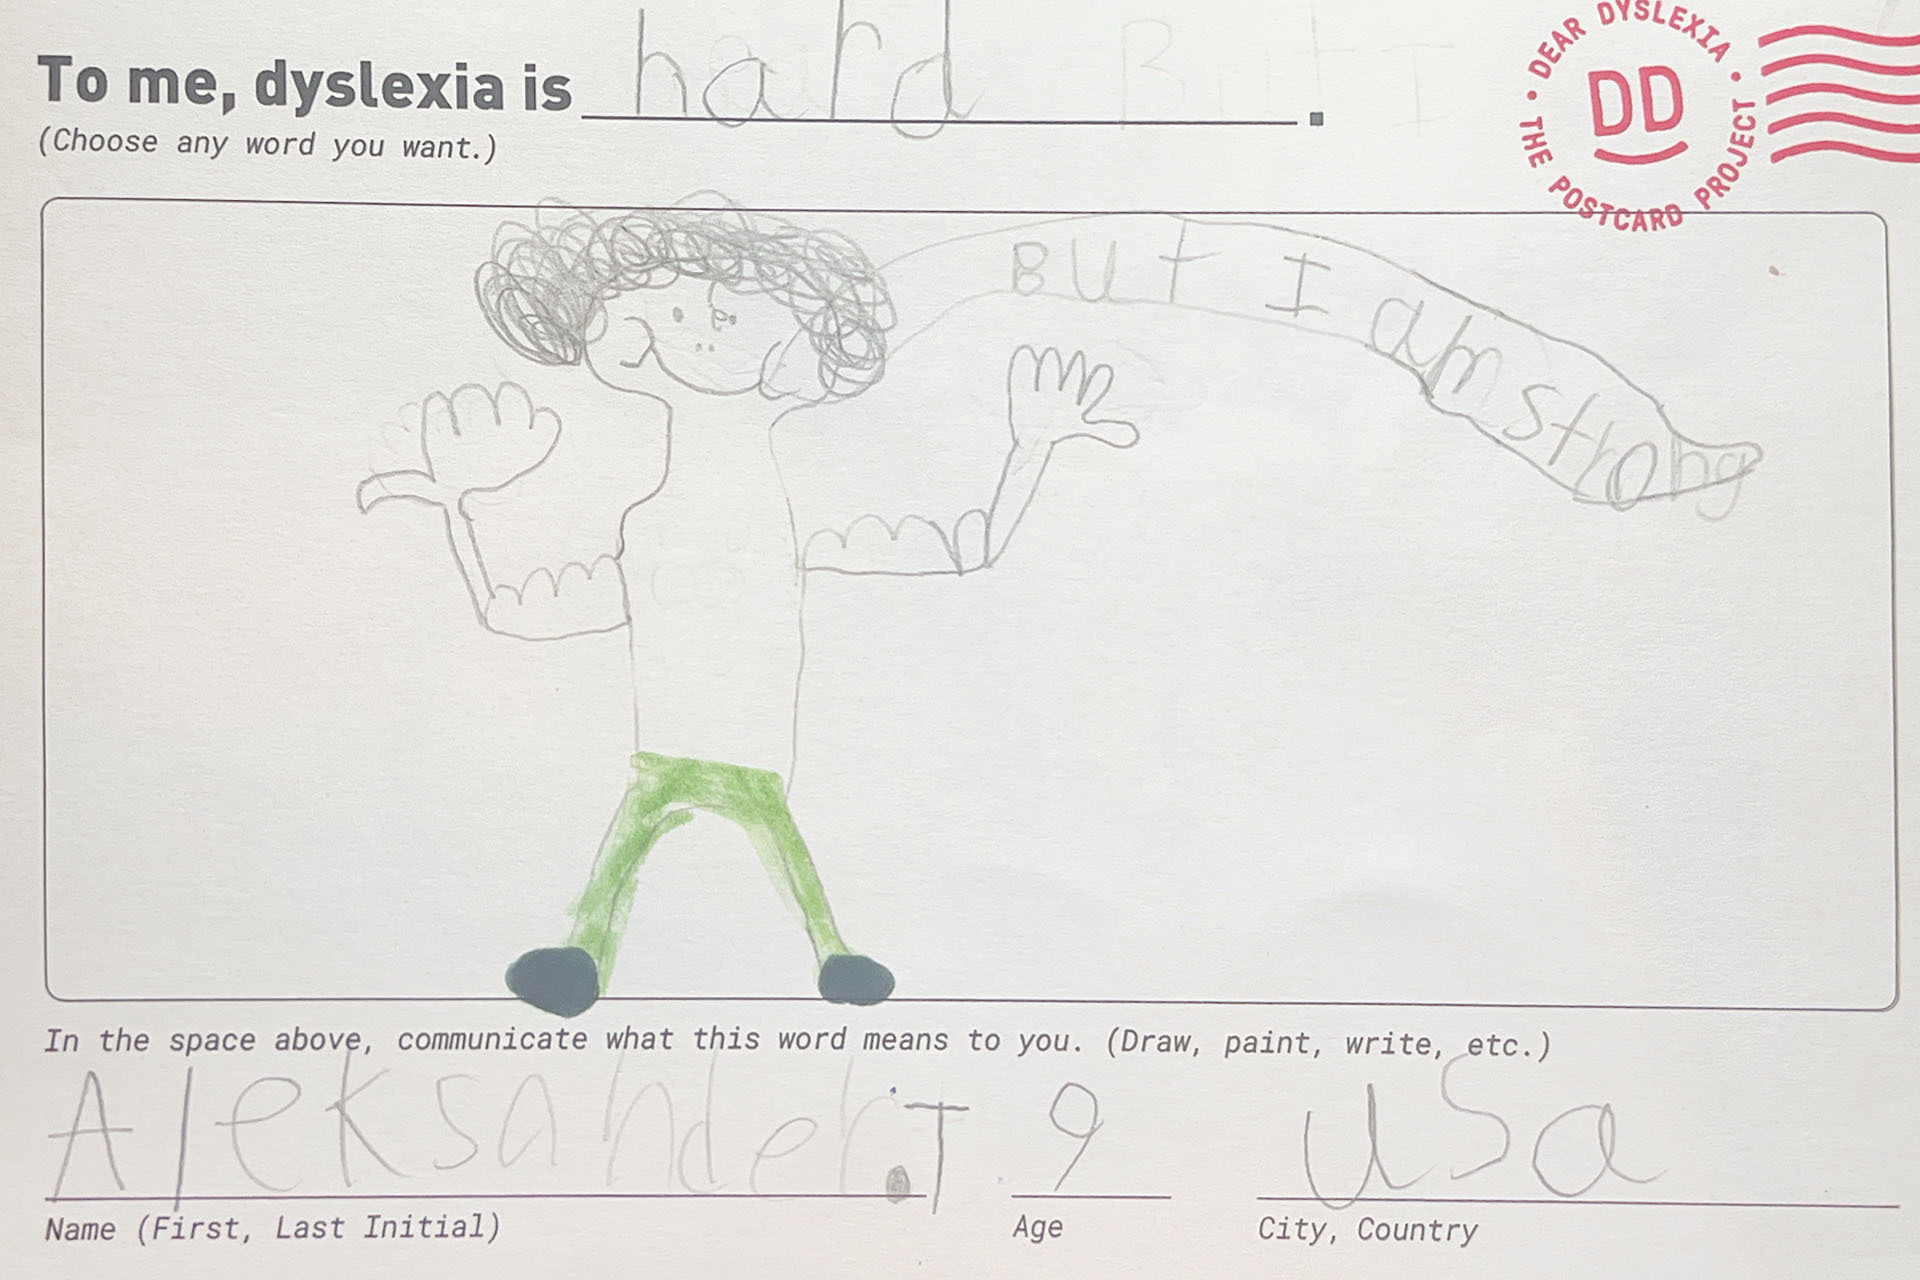 To me, dyslexia is hard But I.
(Choose any word you want.)
DEAR DYSLEXIA • THE POSTCARD PROJECT •
DD
But I am strong
In the space above, communicate what this word means to you. (Draw, paint, write, etc.)
Aleksander.T 9 USa
Name (First, Last Initial) Age City, Country